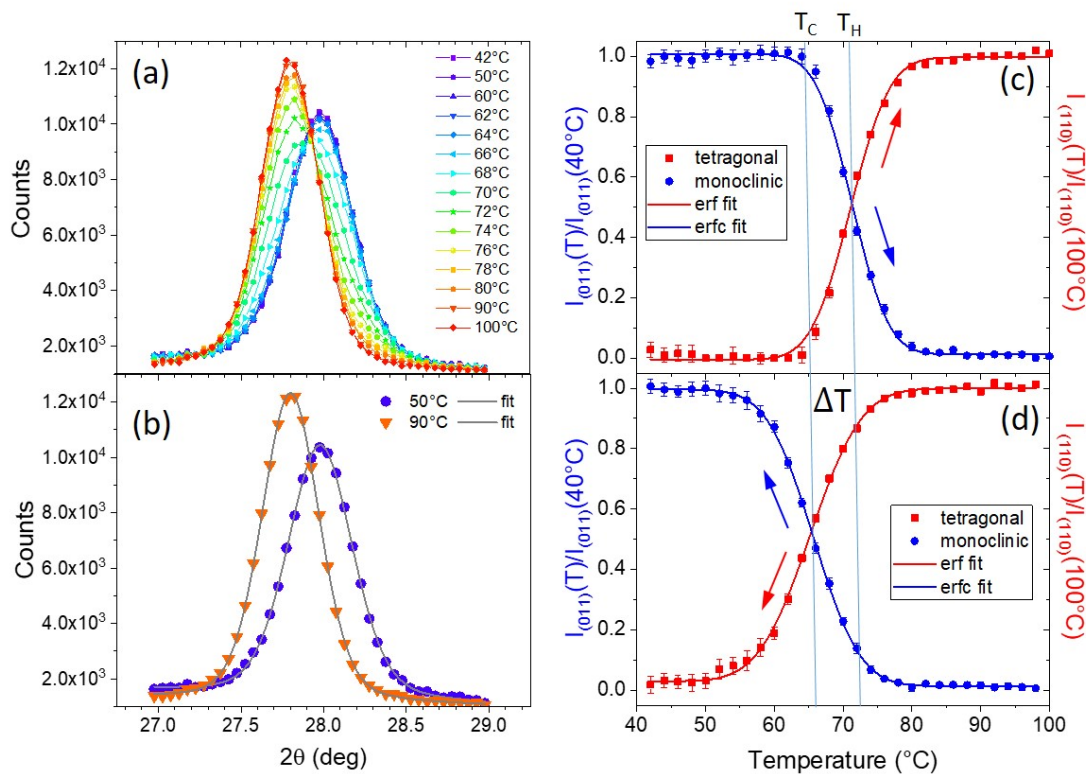 (a)
Counts
1.2x10⁴
1.0x10⁴
8.0x10³
6.0x10³
4.0x10³
2.0x10³
42°C
50°C
60°C
62°C
64°C
66°C
68°C
70°C
72°C
74°C
76°C
78°C
80°C
90°C
100°C
(b)
Counts
1.2x10⁴
1.0x10⁴
8.0x10³
6.0x10³
4.0x10³
2.0x10³
50°C fit
90°C fit
27.0 27.5 28.0 28.5 29.0
2θ (deg)
T_C T_H
(c)
I_(011)(T)/I_(011)(40°C)
1.0
0.8
0.6
0.4
0.2
0.0
tetragonal
monoclinic
erf fit
erfc fit
I_(110)(T)/I_(110)(100°C)
ΔT
(d)
I_(011)(T)/I_(011)(40°C)
1.0
0.8
0.6
0.4
0.2
0.0
tetragonal
monoclinic
erf fit
erfc fit
I_(110)(T)/I_(110)(100°C)
40 50 60 70 80 90 100
Temperature (°C)